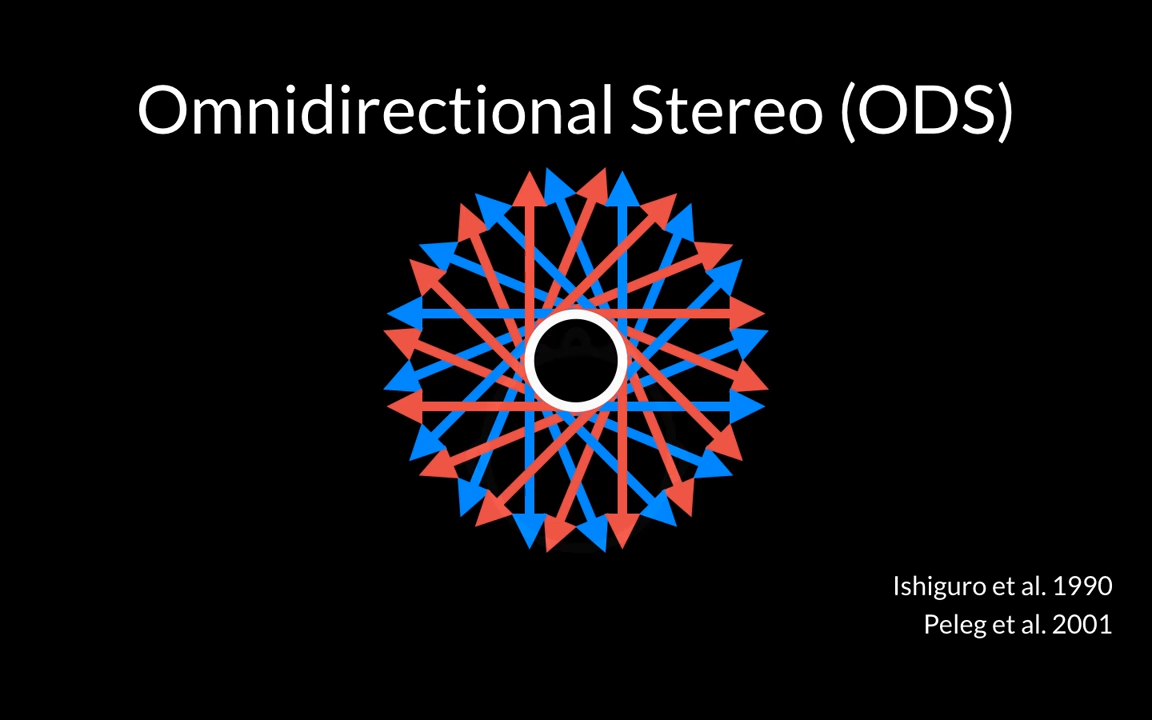 Omnidirectional Stereo (ODS)
Ishiguro et al. 1990
Peleg et al. 2001